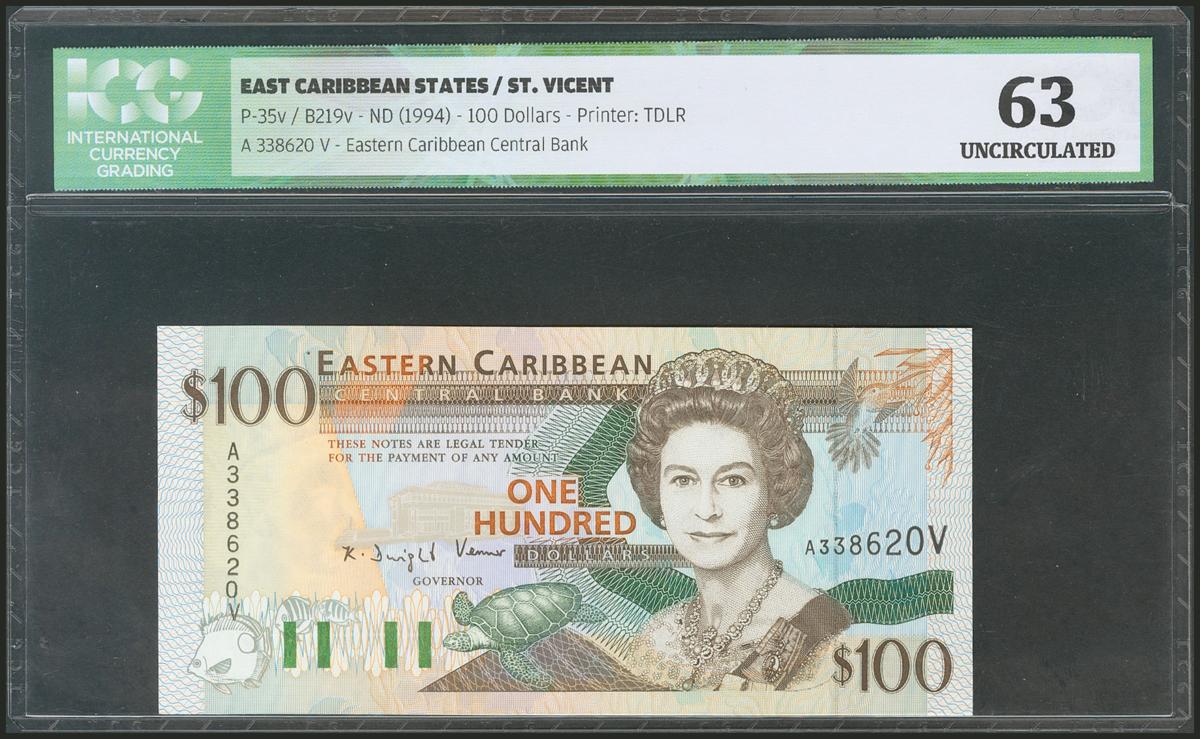 ICG
INTERNATIONAL
CURRENCY
GRADING
EAST CARIBBEAN STATES / ST. VICENT
P-35v / B219v - ND (1994) - 100 Dollars - Printer: TDLR
A 338620 V - Eastern Caribbean Central Bank
63
UNCIRCULATED
EASTERN CARIBBEAN
CENTRAL BANK
$100
THESE NOTES ARE LEGAL TENDER
FOR THE PAYMENT OF ANY AMOUNT
A338620V
ONE
HUNDRED
DOLLARS
K. Dwight Venner
GOVERNOR
A338620V
$100